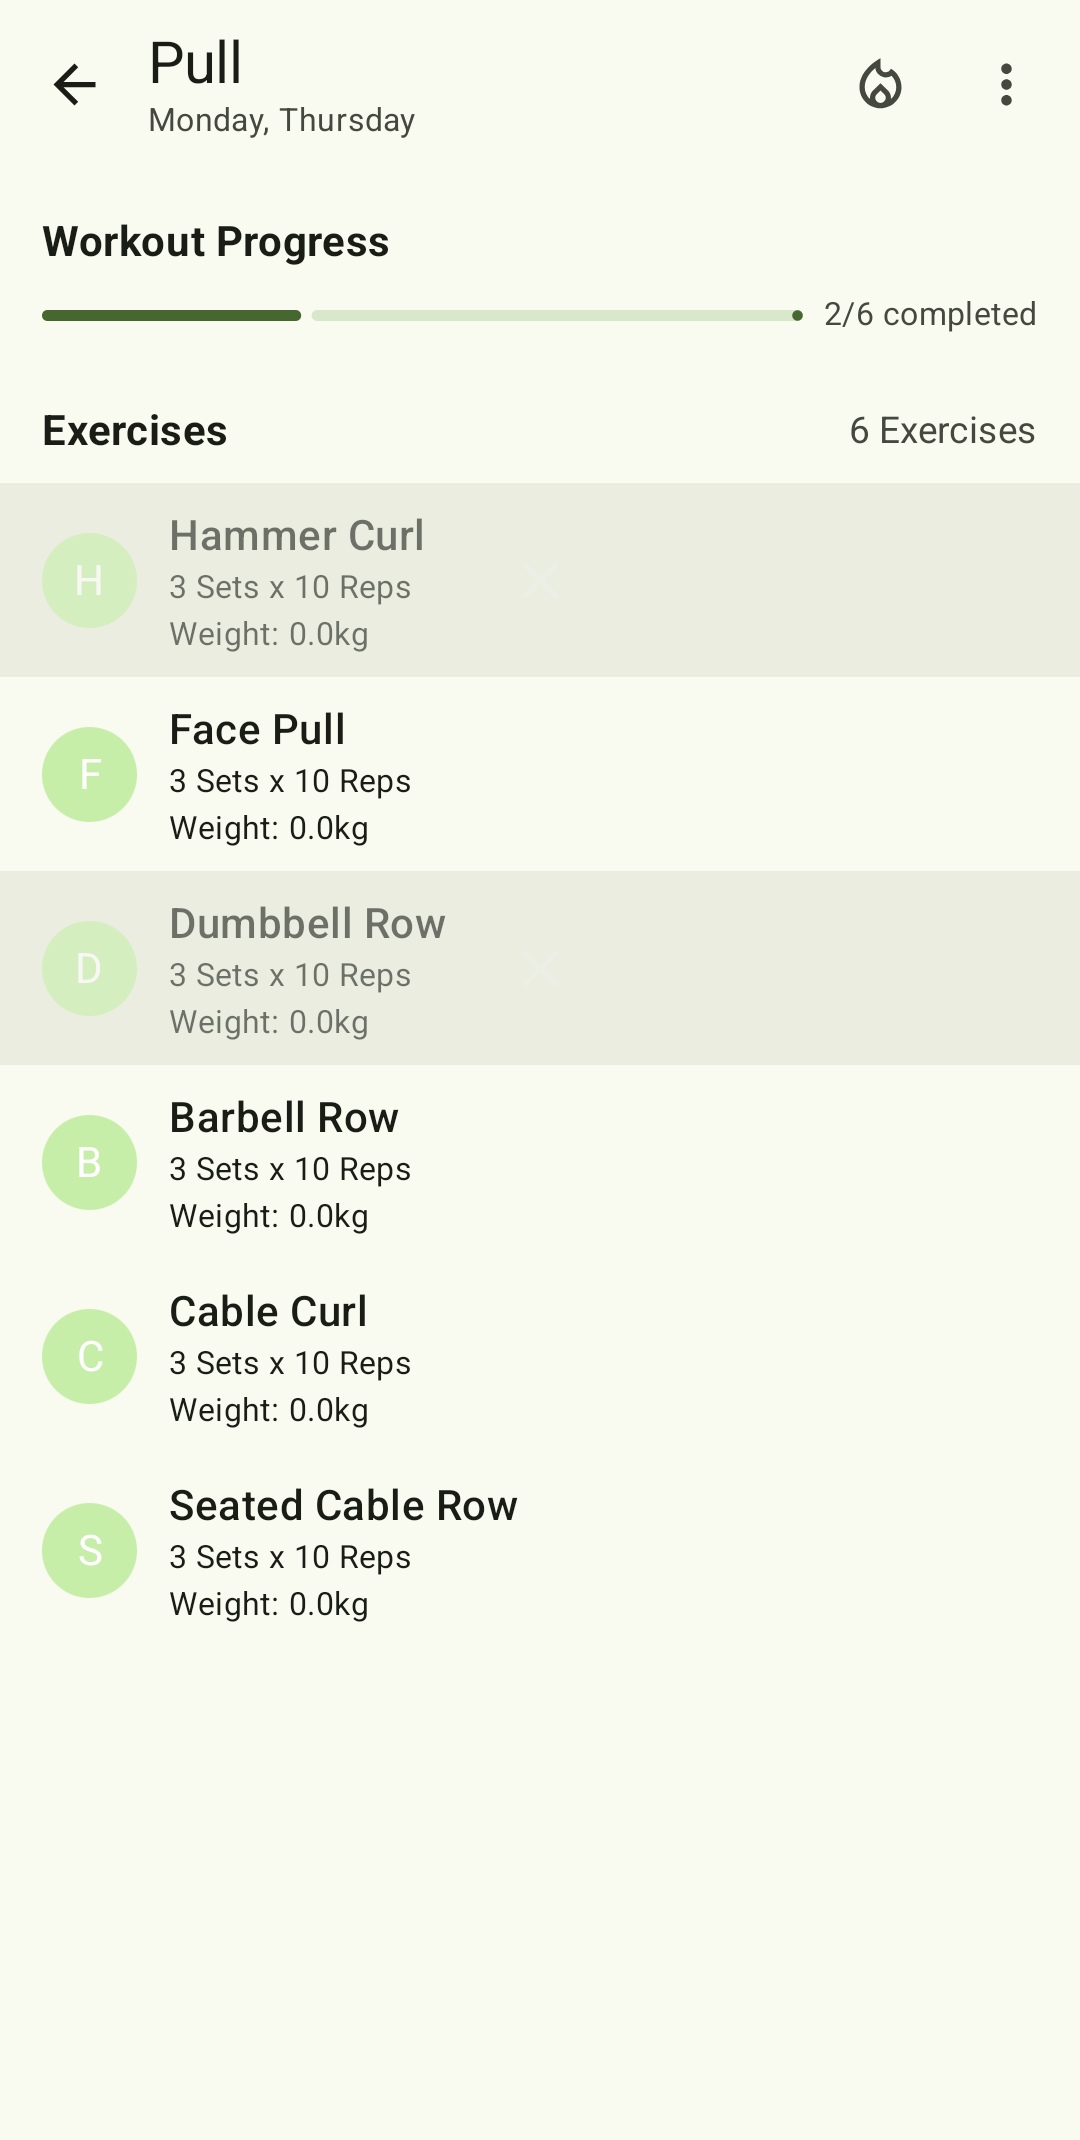 Pull
Monday, Thursday
Workout Progress
2/6 completed
Exercises
6 Exercises
H
Hammer Curl
3 Sets x 10 Reps
Weight: 0.0kg
F
Face Pull
3 Sets x 10 Reps
Weight: 0.0kg
D
Dumbbell Row
3 Sets x 10 Reps
Weight: 0.0kg
B
Barbell Row
3 Sets x 10 Reps
Weight: 0.0kg
C
Cable Curl
3 Sets x 10 Reps
Weight: 0.0kg
S
Seated Cable Row
3 Sets x 10 Reps
Weight: 0.0kg